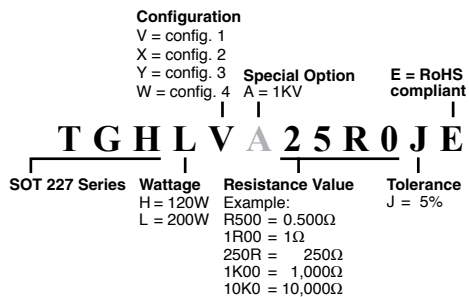 Configuration
V = config. 1
X = config. 2
Y = config. 3
W = config. 4
Special Option
A = 1KV
E = RoHS
compliant
T G H L V A 2 5 R 0 J E
SOT 227 Series
Wattage
H = 120W
L = 200W
Resistance Value
Example:
R500 = 0.500Ω
1R00 = 1Ω
250R = 250Ω
1K00 = 1,000Ω
10K0 = 10,000Ω
Tolerance
J = 5%